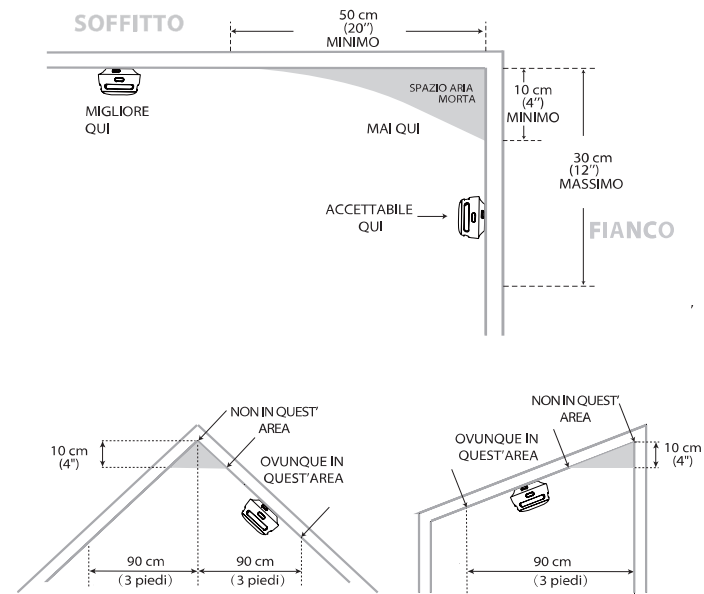 SOFFITTO
50 cm
(20”)
MINIMO
SPAZIO ARIA
MORTA
10 cm
(4”)
MINIMO
MIGLIORE
QUI
MAI QUI
30 cm
(12”)
MASSIMO
ACCETTABILE
QUI
FIANCO
NON IN QUEST’
AREA
10 cm
(4")
OVUNQUE IN
QUEST’AREA
90 cm
(3 piedi)
90 cm
(3 piedi)
NON IN QUEST’
AREA
OVUNQUE IN
QUEST’AREA
10 cm
(4")
90 cm
(3 piedi)